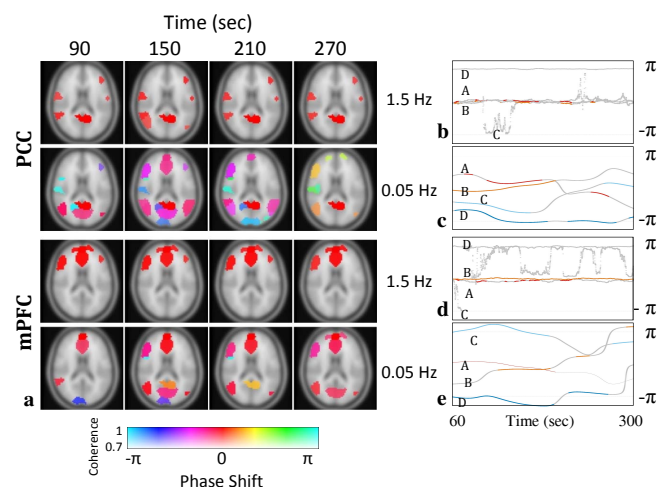 Time (sec)
90 150 210 270
PCC
1.5 Hz
0.05 Hz
mPFC
1.5 Hz
0.05 Hz
a
Coherence
1
0.7
-π 0 π
Phase Shift
π
D
A
B
C
b
-π
π
A
B
C
D
c
-π
π
D
B
A
C
d
- π
π
C
A
B
D
e
-π
60 Time (sec) 300